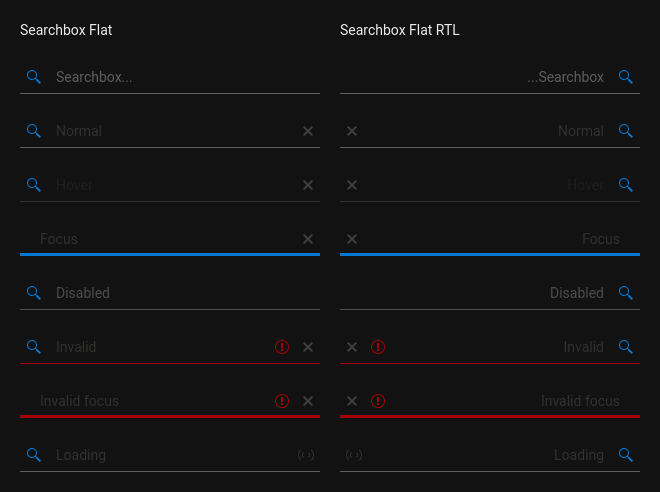 Searchbox Flat
Searchbox...
Normal
Hover
Focus
Disabled
Invalid
Invalid focus
Loading
Searchbox Flat RTL
...Searchbox
Normal
Hover
Focus
Disabled
Invalid
Invalid focus
Loading